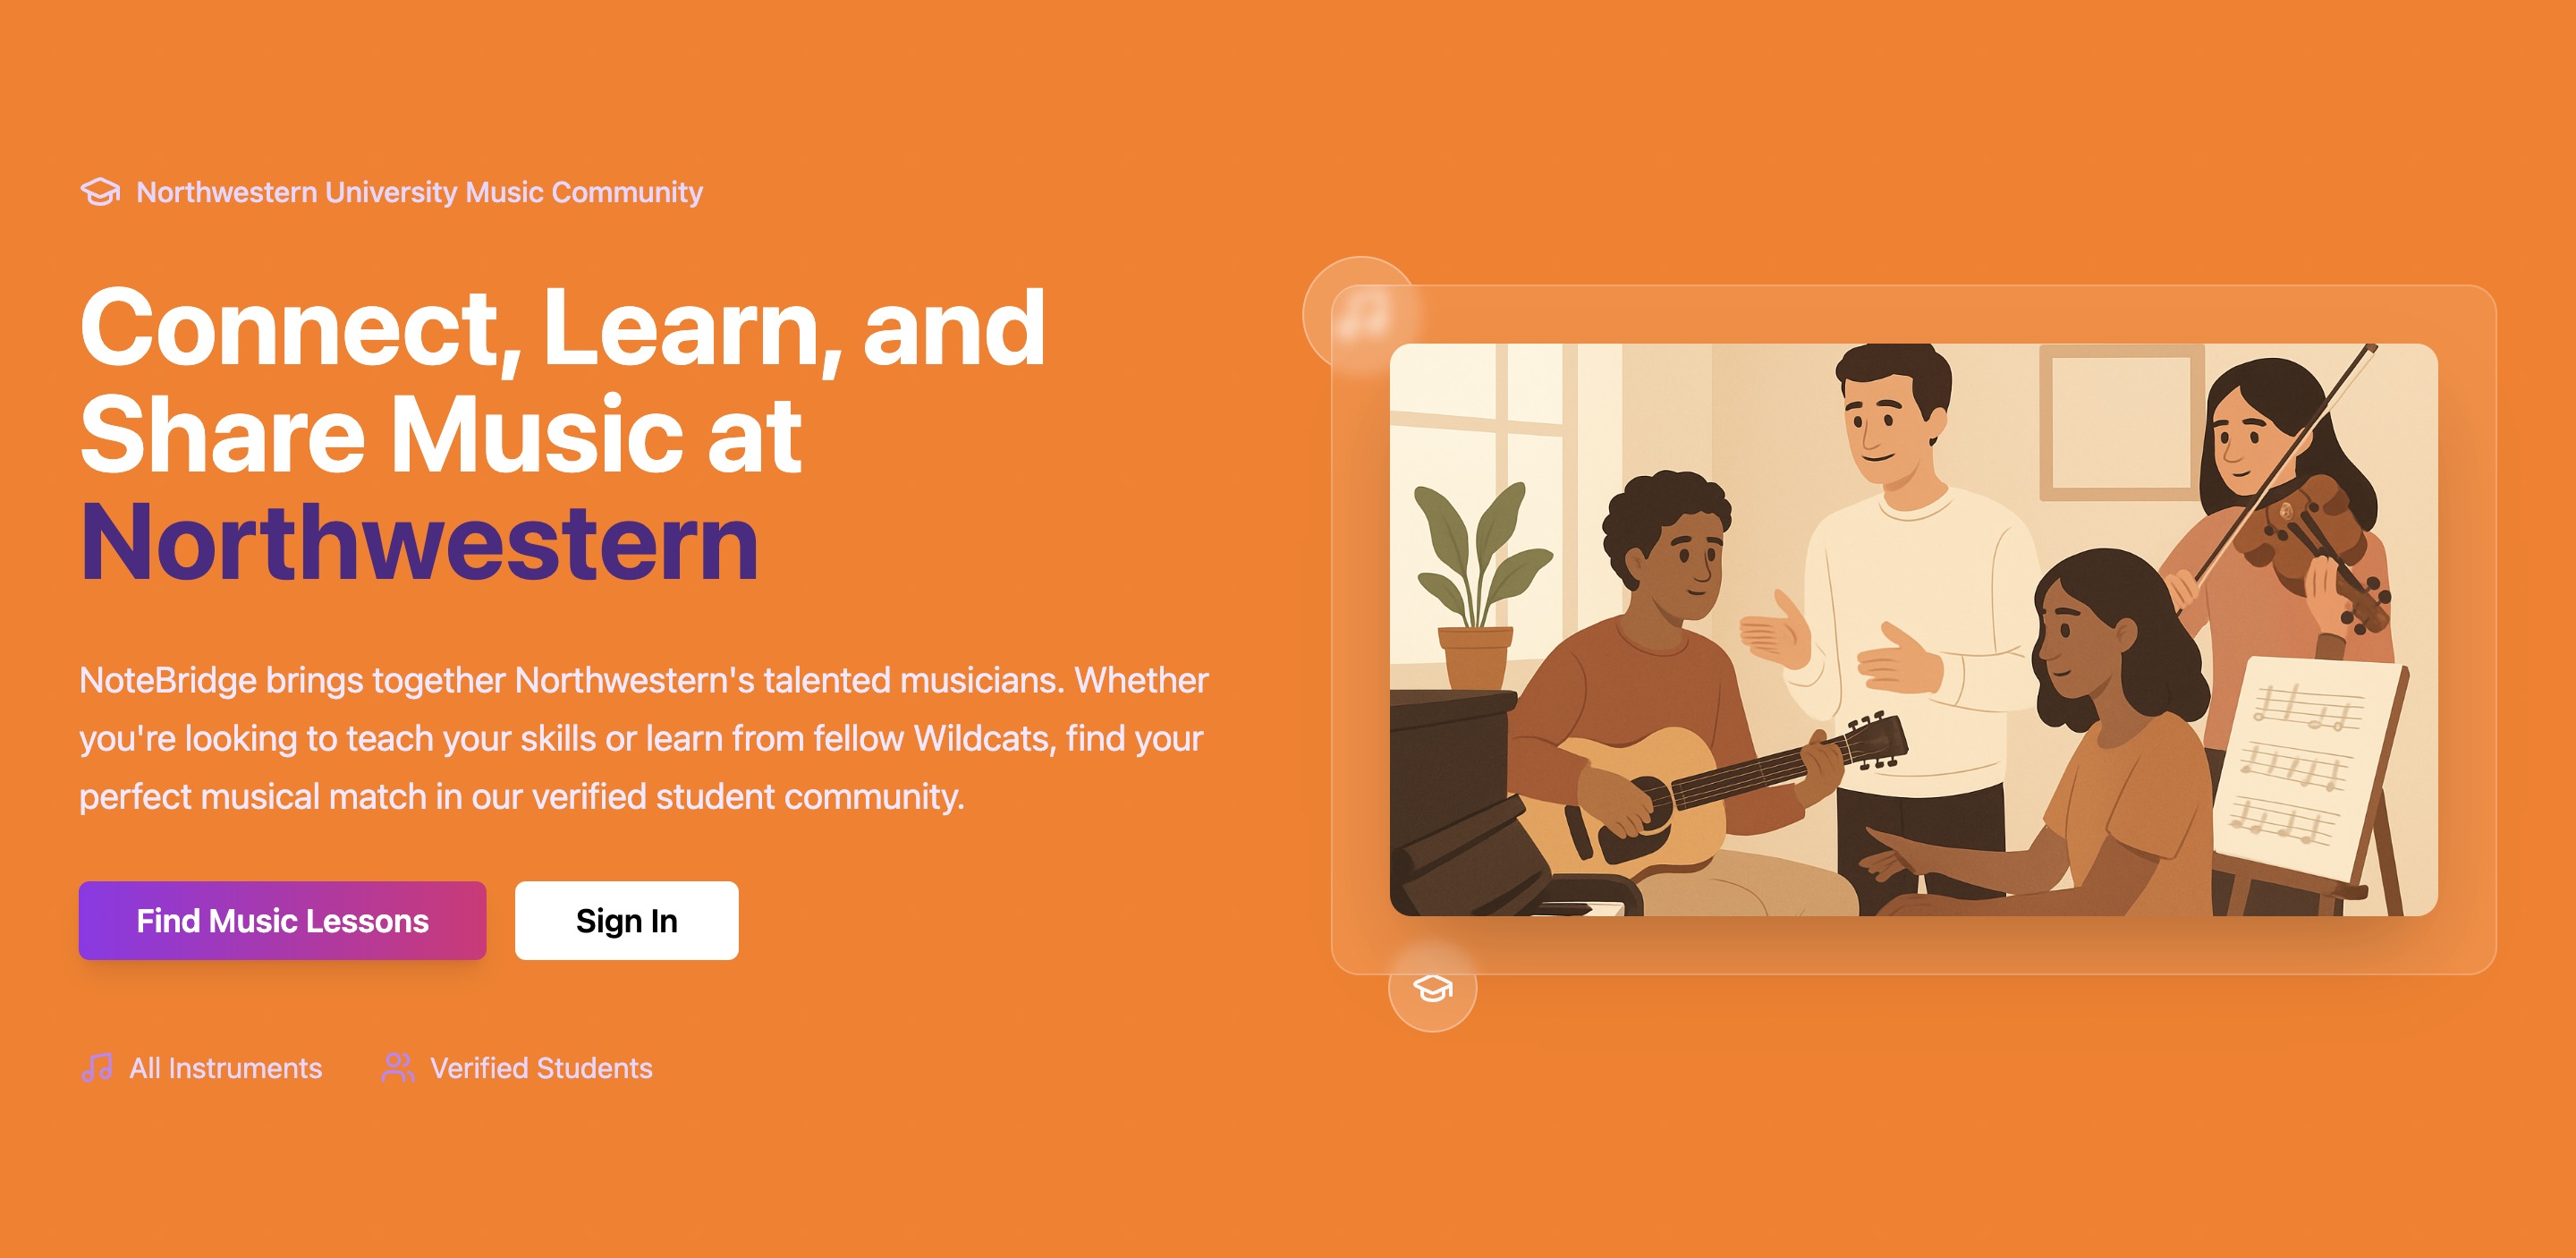 Northwestern University Music Community
Connect, Learn, and
Share Music at
Northwestern
NoteBridge brings together Northwestern's talented musicians. Whether
you're looking to teach your skills or learn from fellow Wildcats, find your
perfect musical match in our verified student community.
Find Music Lessons
Sign In
All Instruments
Verified Students